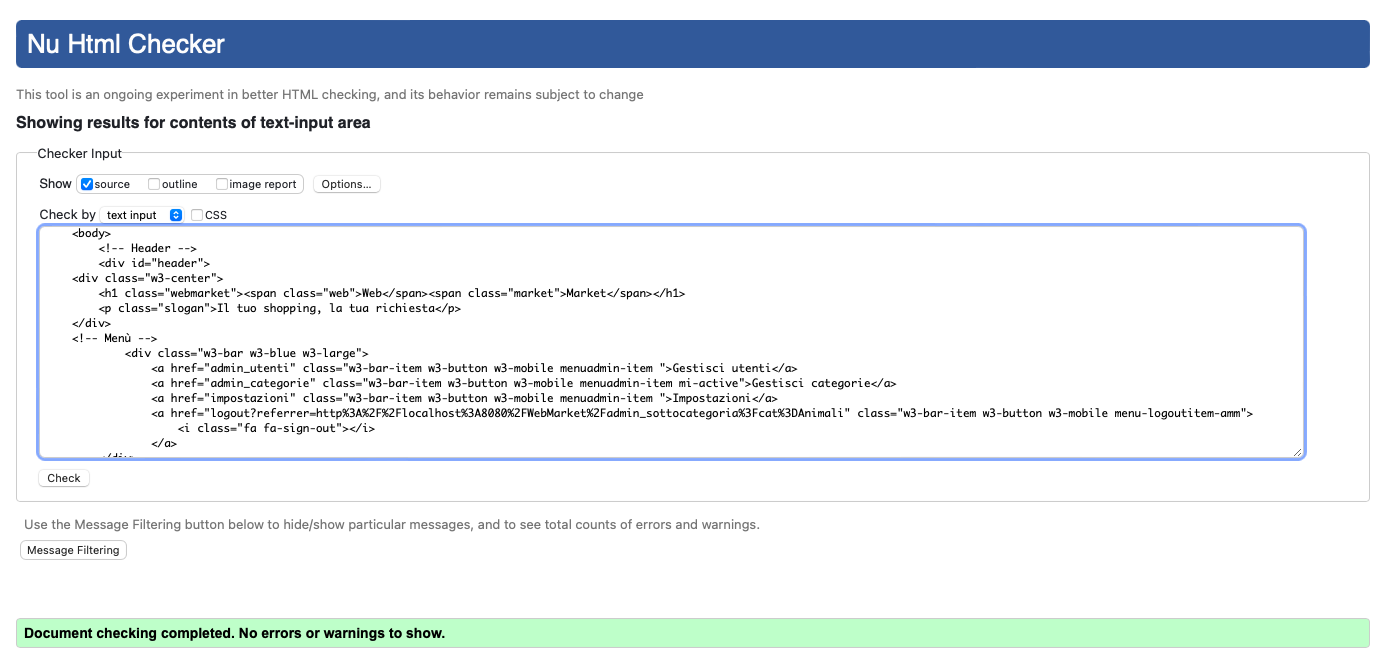 Nu Html Checker
This tool is an ongoing experiment in better HTML checking, and its behavior remains subject to change
Showing results for contents of text-input area
Checker Input
Show source outline image report Options...
Check by text input CSS
<body>
<!-- Header -->
<div id="header">
<div class="w3-center">
<h1 class="webmarket"><span class="web">Web</span><span class="market">Market</span></h1>
<p class="slogan">Il tuo shopping, la tua richiesta</p>
</div>
<!-- Menù -->
<div class="w3-bar w3-blue w3-large">
<a href="admin_utenti" class="w3-bar-item w3-button w3-mobile menuadmin-item ">Gestisci utenti</a>
<a href="admin_categorie" class="w3-bar-item w3-button w3-mobile menuadmin-item mi-active">Gestisci categorie</a>
<a href="impostazioni" class="w3-bar-item w3-button w3-mobile menuadmin-item ">Impostazioni</a>
<a href="logout?referrer=http%3A%2F%2Flocalhost%3A8080%2FWebMarket%2Fadmin_sottocategoria%3Fcat%3DAnimali" class="w3-bar-item w3-button w3-mobile menu-logoutitem-amm">
<i class="fa fa-sign-out"></i>
</a>
</div>
Check
Use the Message Filtering button below to hide/show particular messages, and to see total counts of errors and warnings.
Message Filtering
Document checking completed. No errors or warnings to show.